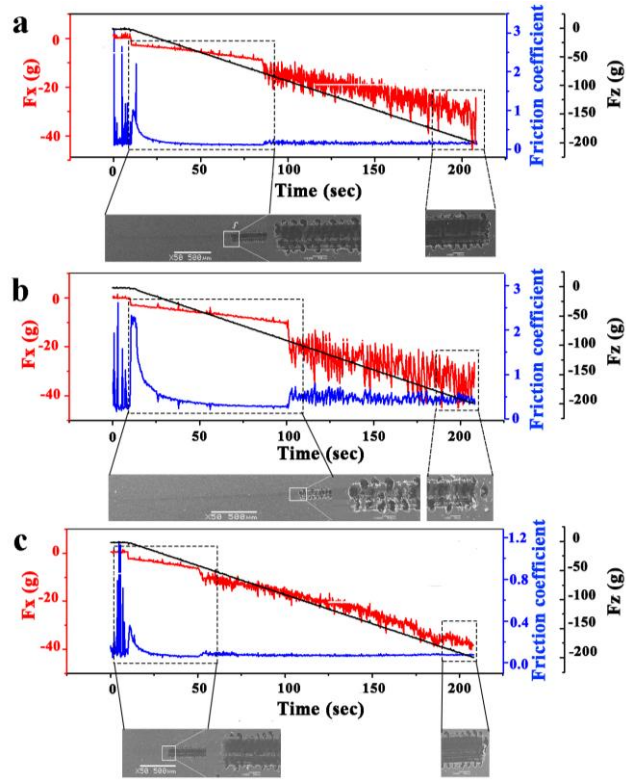 a
Fx (g)
0
-20
-40
0 50 100 150 200
Time (sec)
3
2
1
0
Friction coefficient
0
-50
-100
-150
-200
Fz (g)
f
X50 500μm
b
Fx (g)
0
-20
-40
0 50 100 150 200
Time (sec)
3
2
1
0
Friction coefficient
0
-50
-100
-150
-200
Fz (g)
X50 500μm
c
Fx (g)
0
-20
-40
0 50 100 150 200
Time (sec)
1.2
0.8
0.4
0.0
Friction coefficient
0
-50
-100
-150
-200
Fz (g)
X50 500μm